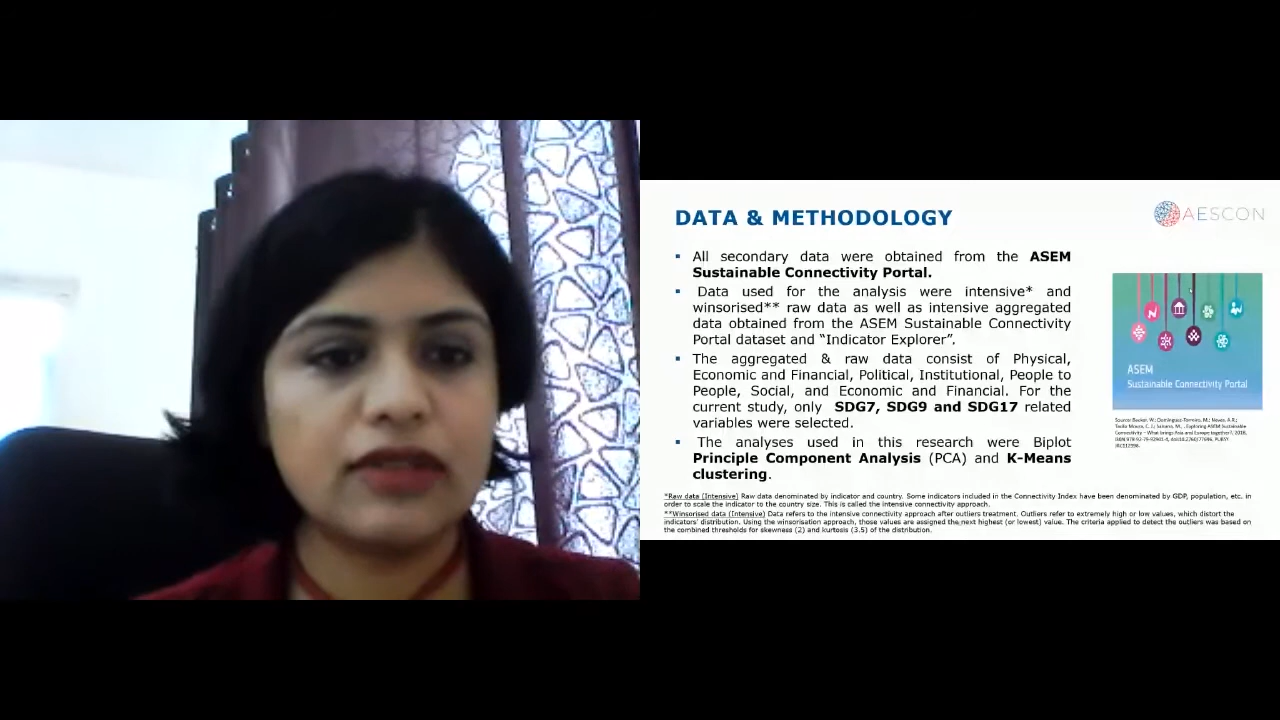 DATA & METHODOLOGY
AESCON
All secondary data were obtained from the ASEM
Sustainable Connectivity Portal.
Data used for the analysis were intensive* and
winsorised** raw data as well as intensive aggregated
data obtained from the ASEM Sustainable Connectivity
Portal dataset and “Indicator Explorer”.
The aggregated & raw data consist of Physical,
Economic and Financial, Political, Institutional, People to
People, Social, and Economic and Financial. For the
current study, only SDG7, SDG9 and SDG17 related
variables were selected.
The analyses used in this research were Biplot
Principle Component Analysis (PCA) and K-Means
clustering.
ASEM
Sustainable Connectivity Portal
*Raw data (Intensive) Raw data denominated by indicator and country. Some indicators included in the Connectivity Index have been denominated by GDP, population, etc. in
order to scale the indicator to the country size. This is called the intensive connectivity approach.
**Winsorised data (Intensive) Data refers to the intensive connectivity approach after outliers treatment. Outliers refer to extremely high or low values, which distort the
indicators' distribution. Using the winsorisation approach, those values are assigned the next highest (or lowest) value. The criteria applied to detect the outliers was based on
the combined thresholds for skewness (2) and kurtosis (3.5) of the distribution.